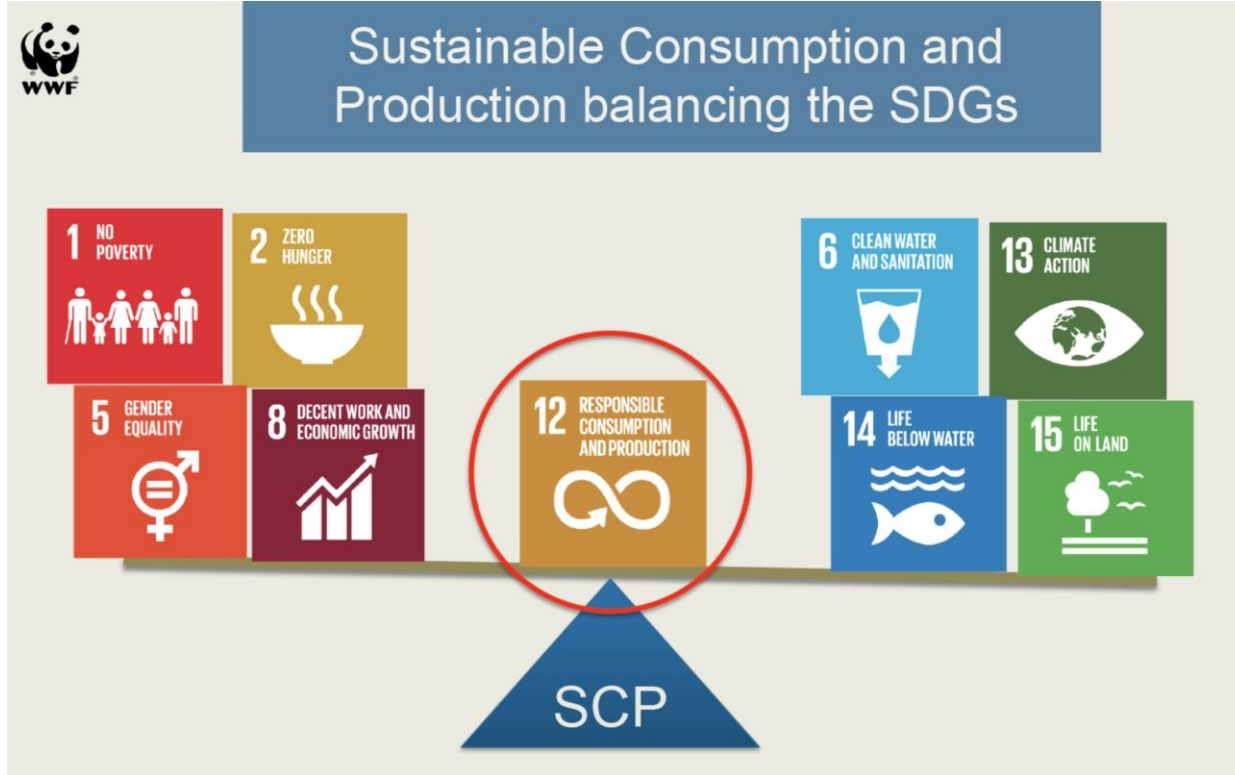 WWF
Sustainable Consumption and
Production balancing the SDGs
1 NO
POVERTY
2 ZERO
HUNGER
5 GENDER
EQUALITY
8 DECENT WORK AND
ECONOMIC GROWTH
12 RESPONSIBLE
CONSUMPTION
AND PRODUCTION
6 CLEAN WATER
AND SANITATION
13 CLIMATE
ACTION
14 LIFE
BELOW WATER
15 LIFE
ON LAND
SCP